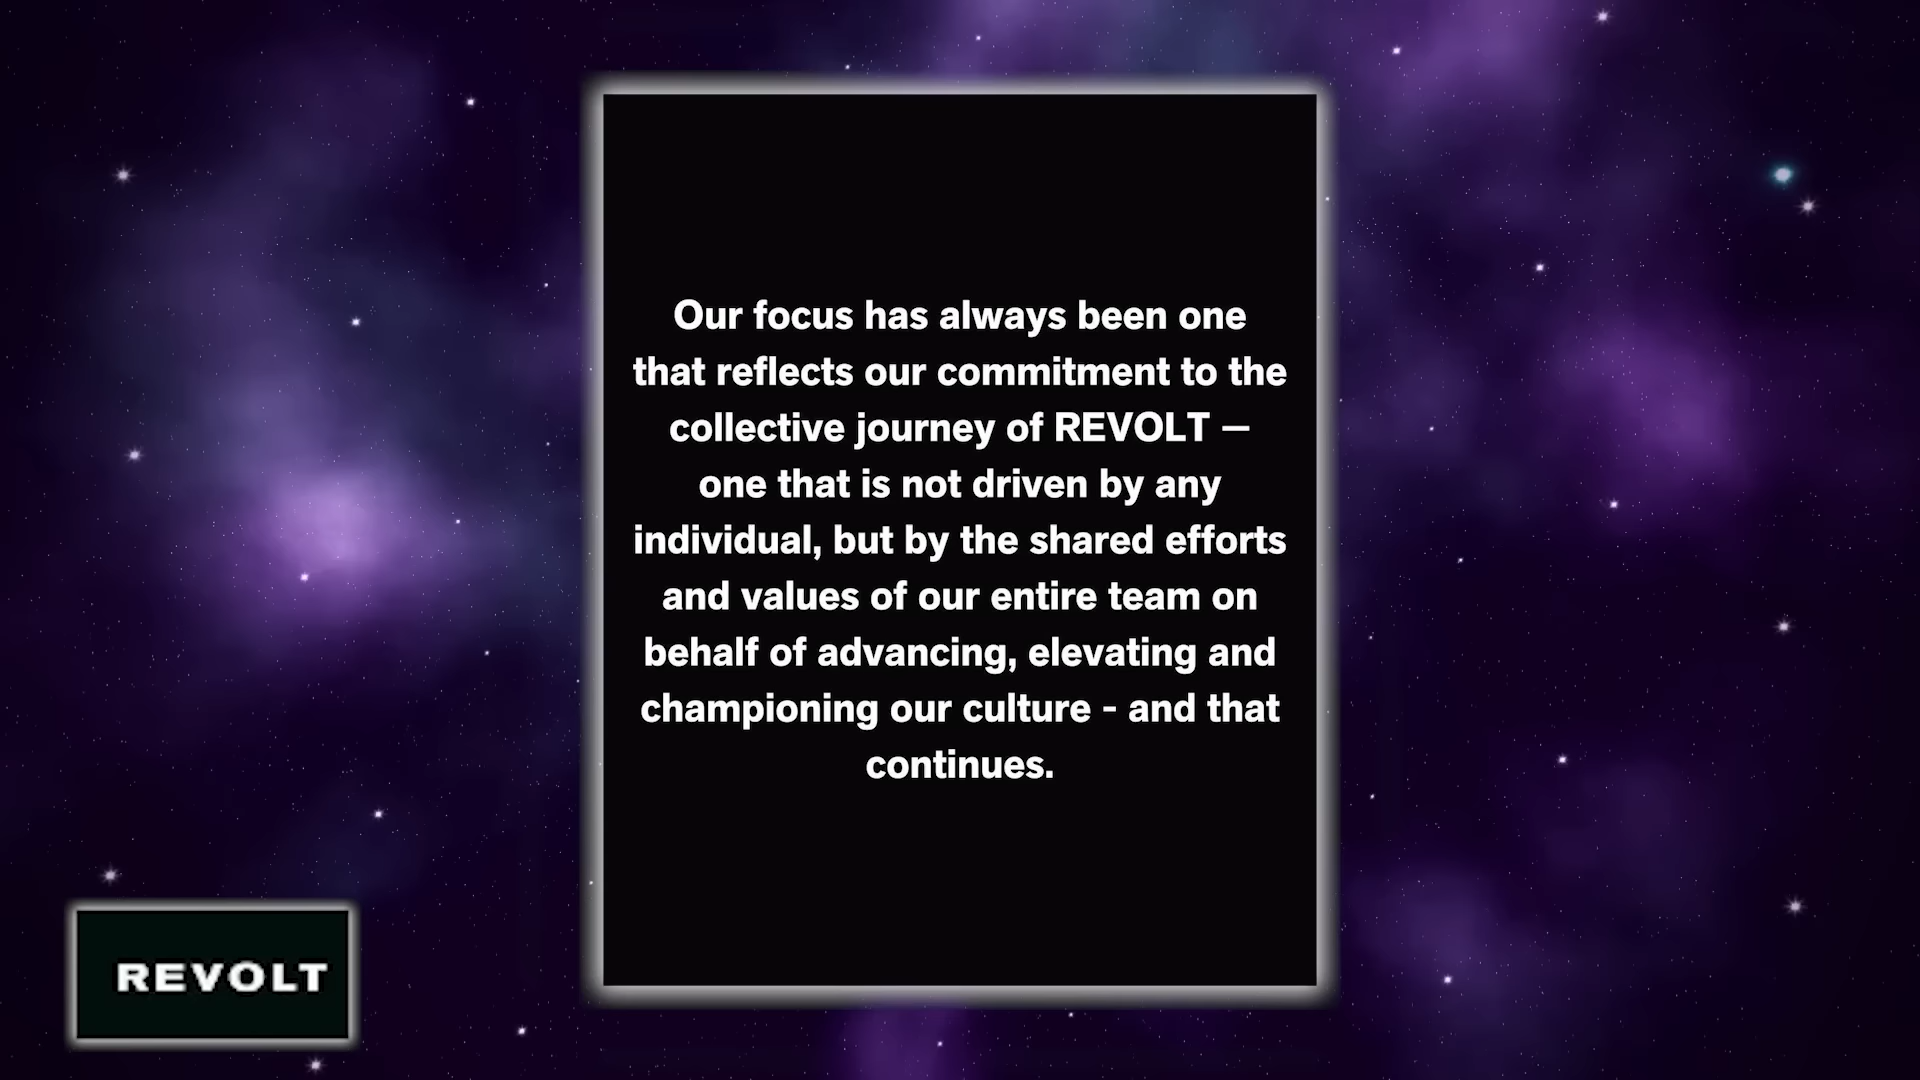 Our focus has always been one
that reflects our commitment to the
collective journey of REVOLT —
one that is not driven by any
individual, but by the shared efforts
and values of our entire team on
behalf of advancing, elevating and
championing our culture - and that
continues.
REVOLT